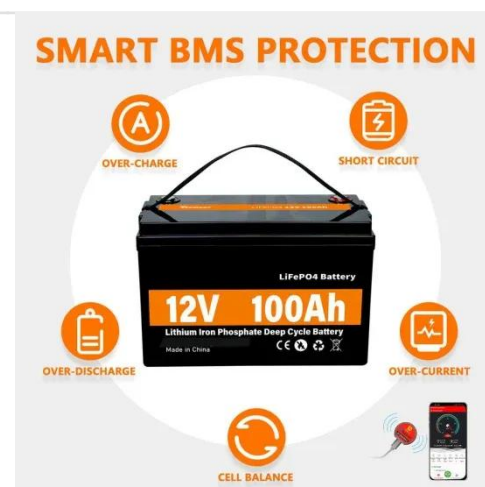 SMART BMS PROTECTION
OVER-CHARGE
SHORT CIRCUIT
LiFePO4 Battery
12V 100Ah
Lithium Iron Phosphate Deep Cycle Battery
Made in China
OVER-DISCHARGE
OVER-CURRENT
CELL BALANCE